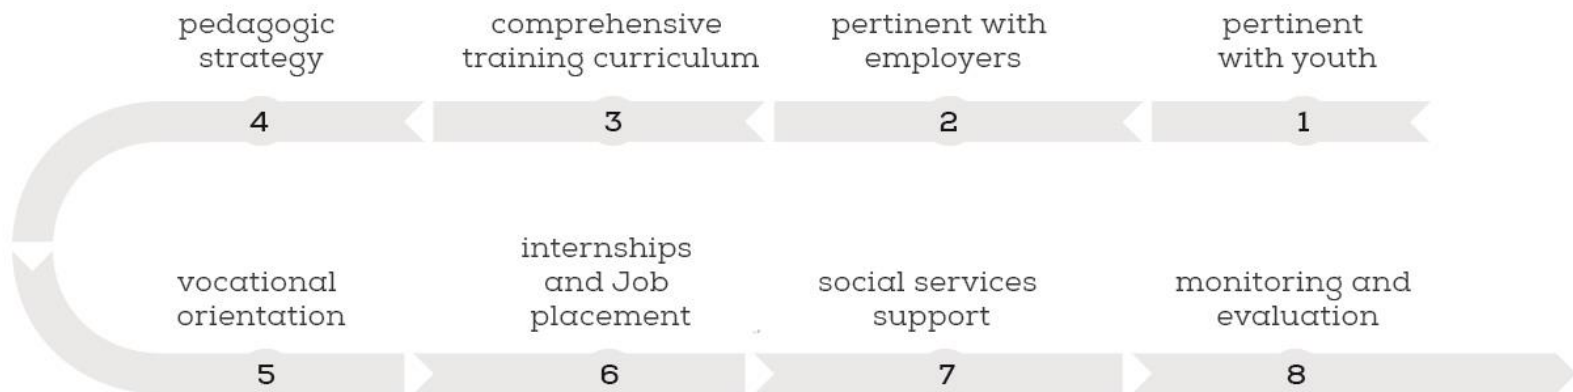 pedagogic
strategy
4
comprehensive
training curriculum
3
pertinent with
employers
2
pertinent
with youth
1
vocational
orientation
5
internships
and Job
placement
6
social services
support
7
monitoring and
evaluation
8